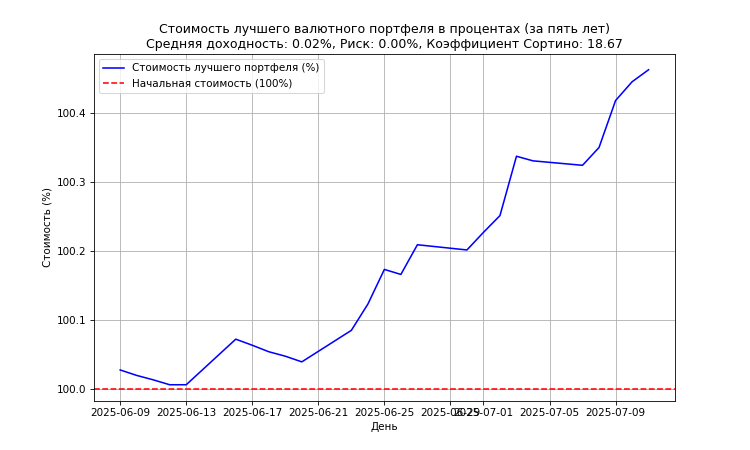 Стоимость лучшего валютного портфеля в процентах (за пять лет)
Средняя доходность: 0.02%, Риск: 0.00%, Коэффициент Сортино: 18.67
Стоимость лучшего портфеля (%)
Начальная стоимость (100%)
Стоимость (%)
100.4
100.3
100.2
100.1
100.0
2025-06-09 2025-06-13 2025-06-17 2025-06-21 2025-06-25 2025-06-29 2025-07-01 2025-07-05 2025-07-09
День